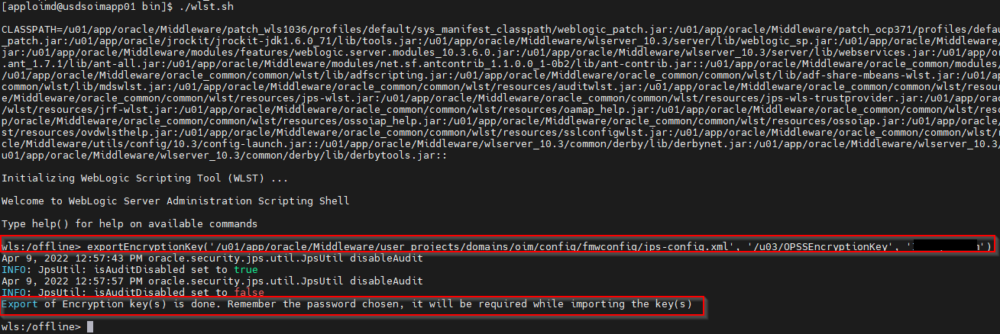 [apploimd@usdsoimapp01 bin]$ ./wlst.sh
CLASSPATH=/u01/app/oracle/Middleware/patch_wls1036/profiles/default/sys_manifest_classpath/weblogic_patch.jar:/u01/app/oracle/Middleware/patch_ocp371/profiles/defau
_patch.jar:/u01/app/oracle/jrockit/jrockit-jdk1.6.0_71/lib/tools.jar:/u01/app/oracle/Middleware/wlserver_10.3/server/lib/weblogic_sp.jar:/u01/app/oracle/Middleware/
jar:/u01/app/oracle/Middleware/modules/features/weblogic.server.modules_10.3.6.0.jar:/u01/app/oracle/Middleware/wlserver_10.3/server/lib/webservices.jar:/u01/app/or
.ant_1.7.1/lib/ant-all.jar:/u01/app/oracle/Middleware/modules/net.sf.antcontrib_1.1.0.0_1-0b2/lib/ant-contrib.jar::/u01/app/oracle/Middleware/oracle_common/modules/
/u01/app/oracle/Middleware/oracle_common/common/wlst/lib/adfscripting.jar:/u01/app/oracle/Middleware/oracle_common/common/wlst/lib/adf-share-mbeans-wlst.jar:/u01/ap
common/wlst/lib/mdswlst.jar:/u01/app/oracle/Middleware/oracle_common/common/wlst/resources/auditwlst.jar:/u01/app/oracle/Middleware/oracle_common/common/wlst/resourc
e/Middleware/oracle_common/common/wlst/resources/jps-wlst.jar:/u01/app/oracle/Middleware/oracle_common/common/wlst/resources/jps-wls-trustprovider.jar:/u01/app/orac
/wlst/resources/jrf-wlst.jar:/u01/app/oracle/Middleware/oracle_common/common/wlst/resources/oamap_help.jar:/u01/app/oracle/Middleware/oracle_common/common/wlst/reso
p/oracle/Middleware/oracle_common/common/wlst/resources/ossoiap_help.jar:/u01/app/oracle/Middleware/oracle_common/common/wlst/resources/ossoiap.jar:/u01/app/oracle/
st/resources/ovdwlsthelp.jar:/u01/app/oracle/Middleware/oracle_common/common/wlst/resources/sslconfigwlst.jar:/u01/app/oracle/Middleware/oracle_common/common/wlst/r
cle/Middleware/utils/config/10.3/config-launch.jar::/u01/app/oracle/Middleware/wlserver_10.3/common/derby/lib/derbynet.jar:/u01/app/oracle/Middleware/wlserver_10.3/
u01/app/oracle/Middleware/wlserver_10.3/common/derby/lib/derbytools.jar::
Initializing WebLogic Scripting Tool (WLST) ...
Welcome to WebLogic Server Administration Scripting Shell
Type help() for help on available commands
wls:/offline> exportEncryptionKey('/u01/app/oracle/Middleware/user_projects/domains/oim/config/fmwconfig/jps-config.xml', '/u03/OPSSEncryptionKey', ' ')
Apr 9, 2022 12:57:43 PM oracle.security.jps.util.JpsUtil disableAudit
INFO: JpsUtil: isAuditDisabled set to true
Apr 9, 2022 12:57:57 PM oracle.security.jps.util.JpsUtil disableAudit
INFO: JpsUtil: isAuditDisabled set to false
Export of Encryption key(s) is done. Remember the password chosen, it will be required while importing the key(s)
wls:/offline>